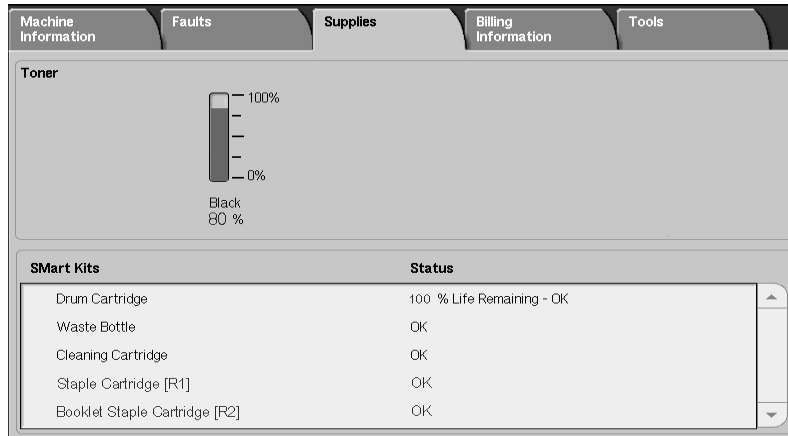 Machine
Information
Faults
Supplies
Billing
Information
Tools
Toner
100%
0%
Black
80 %
SMart Kits Status
Drum Cartridge 100 % Life Remaining - OK
Waste Bottle OK
Cleaning Cartridge OK
Staple Cartridge [R1] OK
Booklet Staple Cartridge [R2] OK